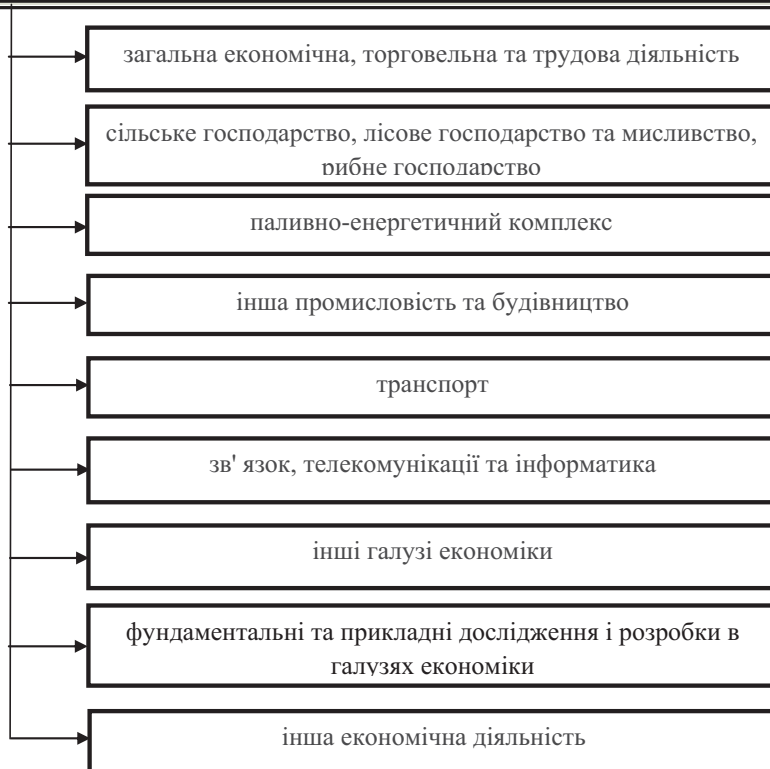 загальна економічна, торговельна та трудова діяльність
сільське господарство, лісове господарство та мисливство,
рибне господарство
паливно-енергетичний комплекс
інша промисловість та будівництво
транспорт
зв' язок, телекомунікації та інформатика
інші галузі економіки
фундаментальні та прикладні дослідження і розробки в
галузях економіки
інша економічна діяльність